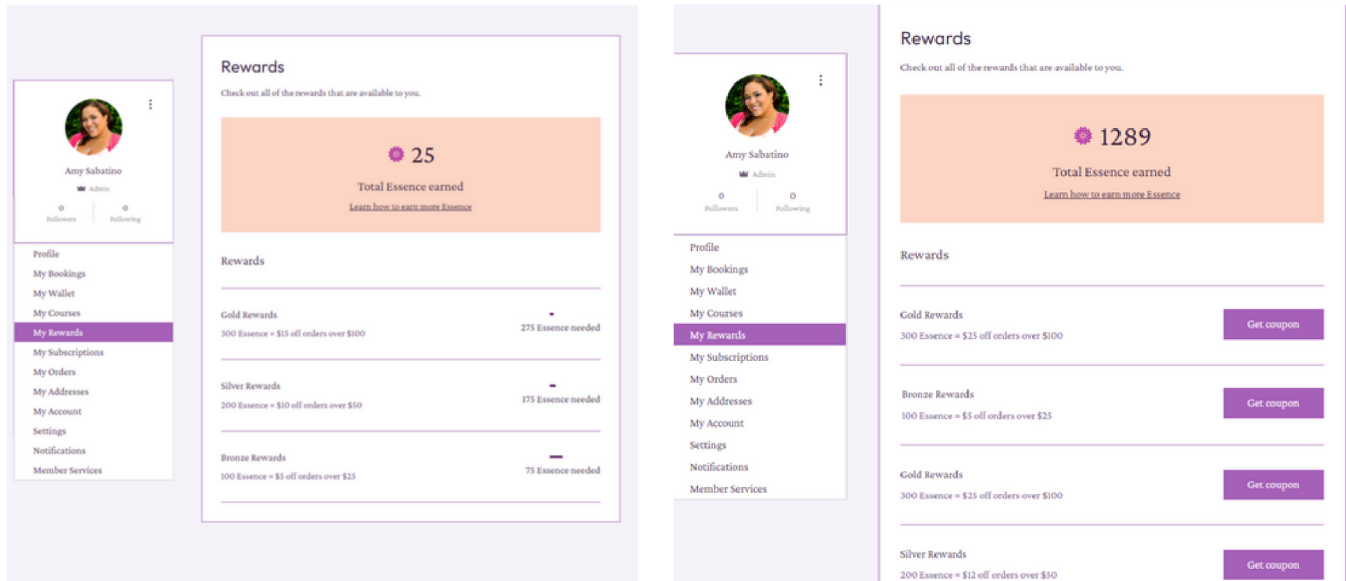 Rewards
Check out all of the rewards that are available to you.
Amy Sabatino
Admin
0 0
Followers Following
25
Total Essence earned
Learn how to earn more Essence
Profile
My Bookings
My Wallet
My Courses
My Rewards
My Subscriptions
My Orders
My Addresses
My Account
Settings
Notifications
Member Services
Rewards
Gold Rewards
300 Essence = $15 off orders over $100
275 Essence needed
Silver Rewards
200 Essence = $10 off orders over $50
175 Essence needed
Bronze Rewards
100 Essence = $5 off orders over $25
75 Essence needed
Rewards
Check out all of the rewards that are available to you.
Amy Sabatino
Admin
0 0
Followers Following
1289
Total Essence earned
Learn how to earn more Essence
Profile
My Bookings
My Wallet
My Courses
My Rewards
My Subscriptions
My Orders
My Addresses
My Account
Settings
Notifications
Member Services
Rewards
Gold Rewards
300 Essence = $25 off orders over $100
Get coupon
Bronze Rewards
100 Essence = $5 off orders over $25
Get coupon
Gold Rewards
300 Essence = $25 off orders over $100
Get coupon
Silver Rewards
200 Essence = $12 off orders over $50
Get coupon